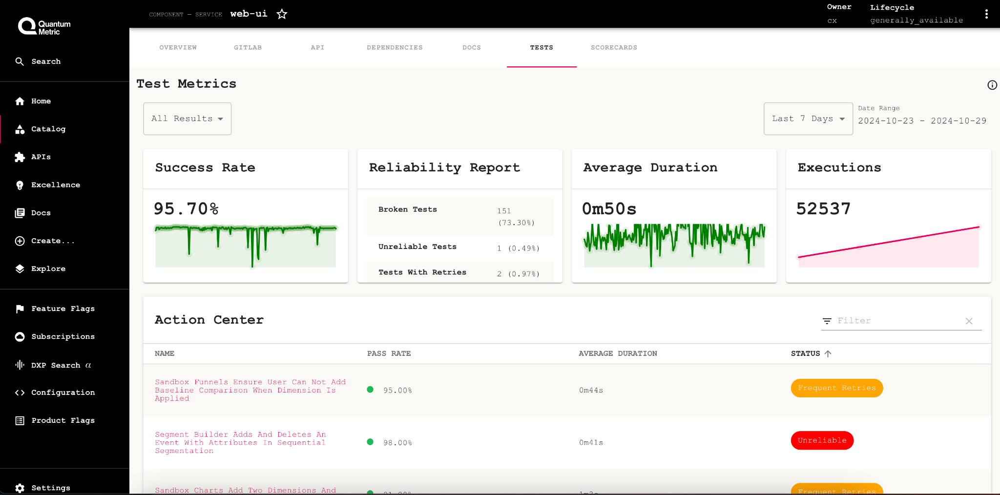 Quantum
Metric
Search
Home
Catalog
APIs
Excellence
Docs
Create...
Explore
Feature Flags
Subscriptions
DXP Search α
Configuration
Product Flags
Settings
COMPONENT — SERVICE web-ui
Owner
cx
Lifecycle
generally_available
OVERVIEW GITLAB API DEPENDENCIES DOCS TESTS SCORECARDS
Test Metrics
All Results
Last 7 Days
Date Range
2024-10-23 - 2024-10-29
Success Rate
95.70%
Reliability Report
Broken Tests 151
(73.30%)
Unreliable Tests 1 (0.49%)
Tests With Retries 2 (0.97%)
Average Duration
0m50s
Executions
52537
Action Center
Filter
NAME PASS RATE AVERAGE DURATION STATUS
Sandbox Funnels Ensure User Can Not Add
Baseline Comparison When Dimension Is
Applied
95.00%
0m44s
Frequent Retries
Segment Builder Adds And Deletes An
Event With Attributes In Sequential
Segmentation
98.00%
0m41s
Unreliable
Sandbox Charts Add Two Dimensions And
Frequent Retries